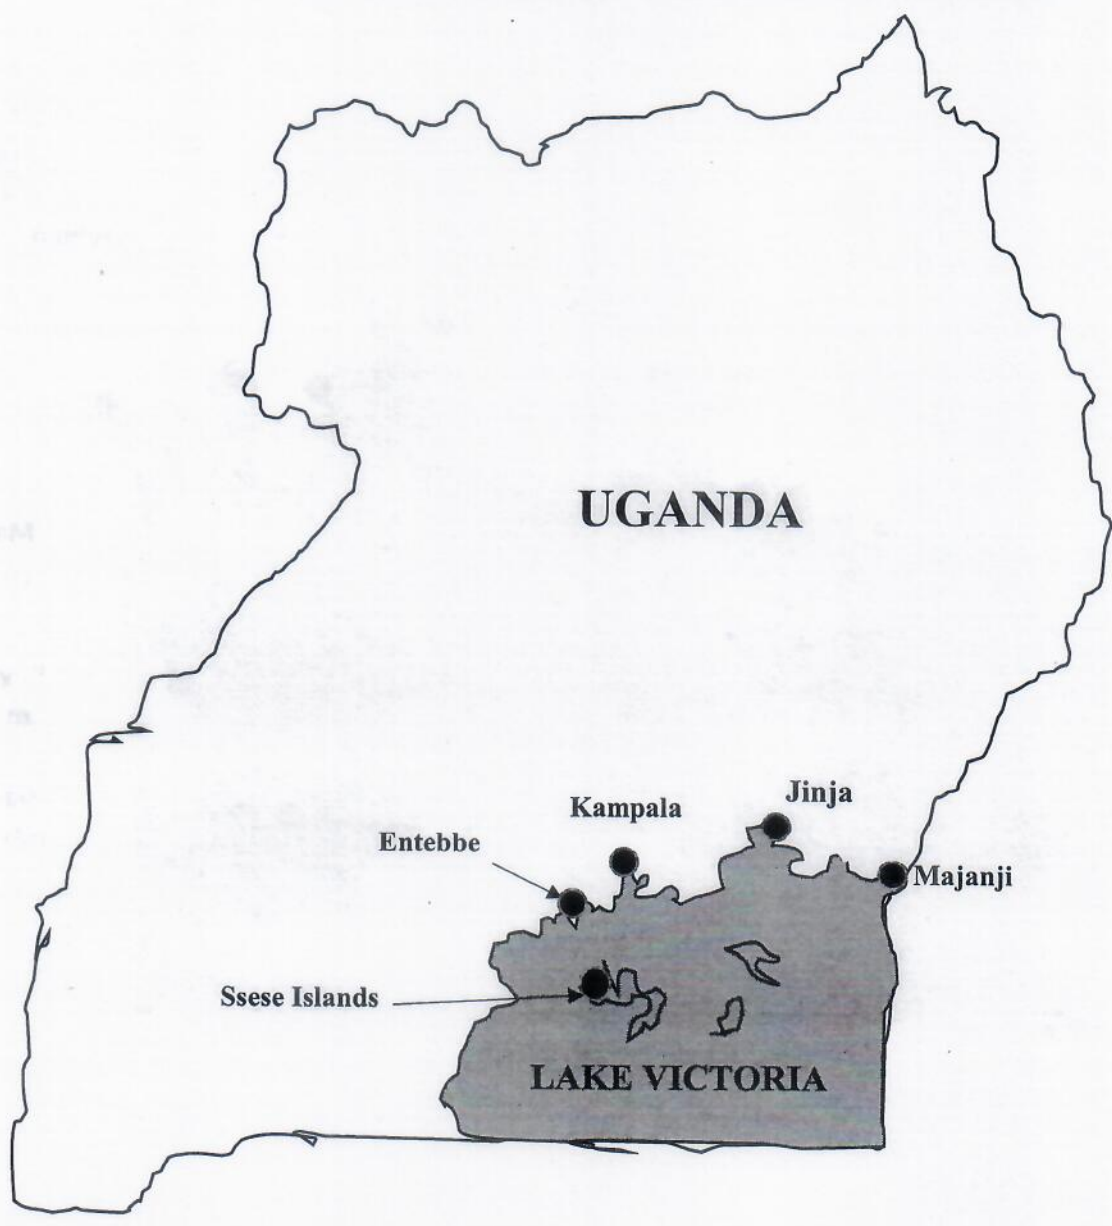 UGANDA
Jinja
Kampala
Entebbe
Majanji
Ssese Islands
LAKE VICTORIA